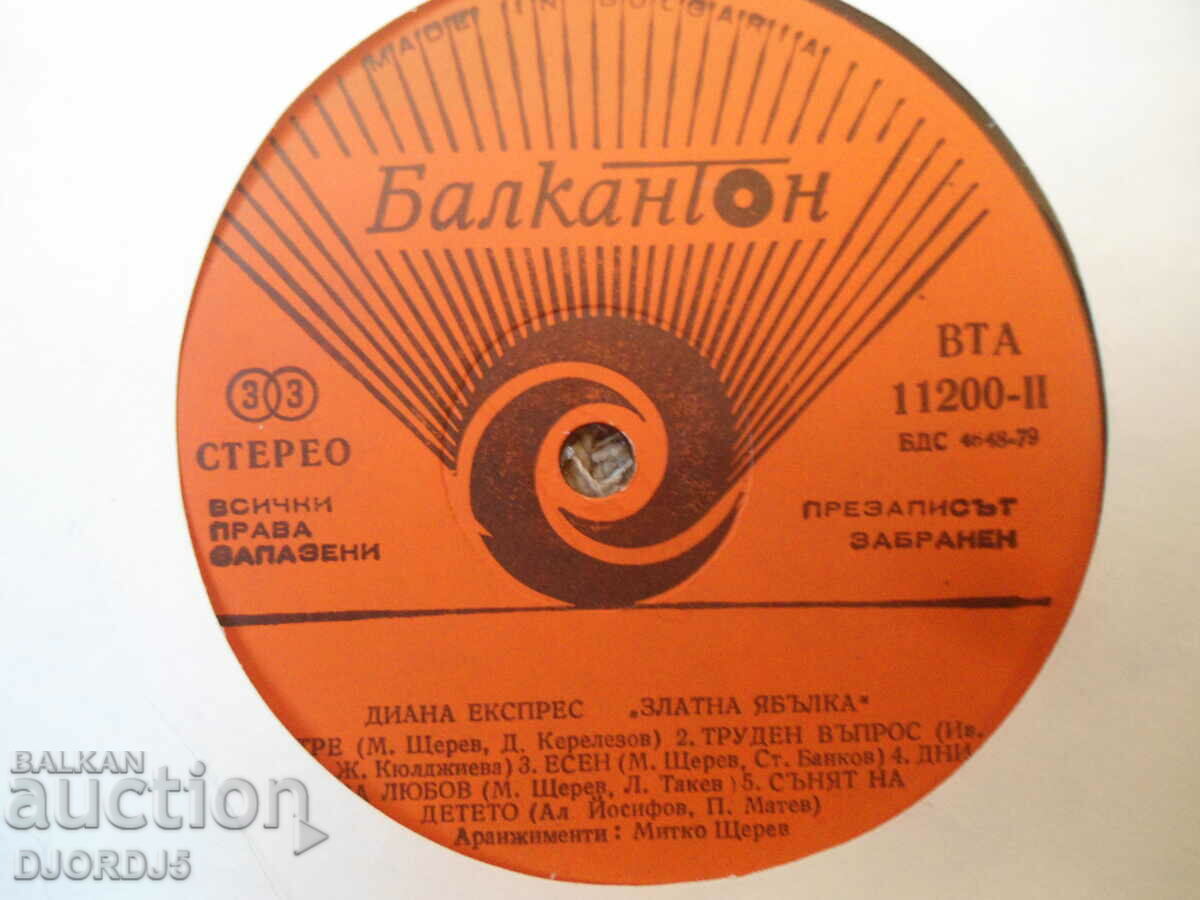 MADE IN BULGARIA
Балкантон
33
СТЕРЕО
ВСИЧКИ
ПРАВА
ЗАПАЗЕНИ
ВТА
11200-II
БДС 4648-79
ПРЕЗАПИСЪТ
ЗАБРАНЕН
ДИАНА ЕКСПРЕС „ЗЛАТНА ЯБЪЛКА“
ТРЕ (М. Щерев, Д. Керелезов) 2. ТРУДЕН ВЪПРОС (Ив.
Ж. Кюлджиева) 3. ЕСЕН (М. Щерев, Ст. Банков) 4. ДНИ
А ЛЮБОВ (М. Щерев, Л. Такев) 5. СЪНЯТ НА
ДЕТЕТО (Ал Йосифов, П. Матев)
Аранжименти: Митко Щерев
BALKAN
auction
DJORDJ5